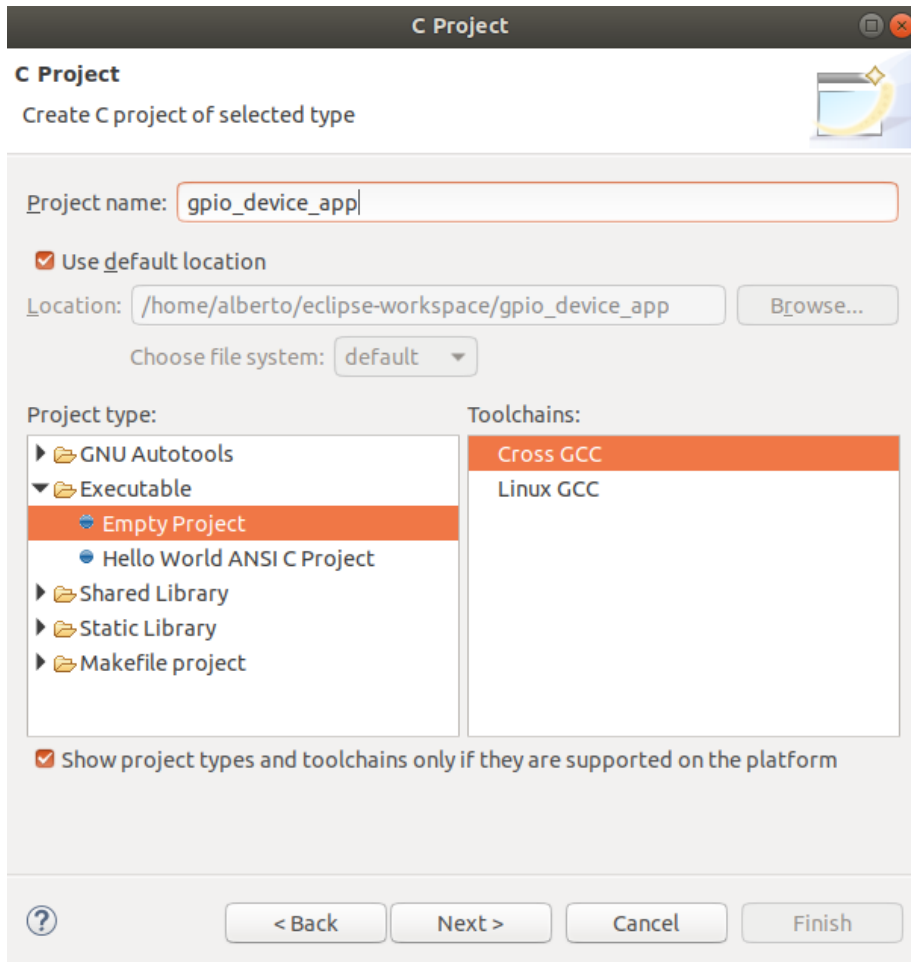 C Project
C Project
Create C project of selected type
Project name: gpio_device_app
Use default location
Location: /home/alberto/eclipse-workspace/gpio_device_app Browse...
Choose file system: default
Project type: Toolchains:
GNU Autotools Cross GCC
Executable Linux GCC
Empty Project
Hello World ANSI C Project
Shared Library
Static Library
Makefile project
Show project types and toolchains only if they are supported on the platform
? < Back Next > Cancel Finish